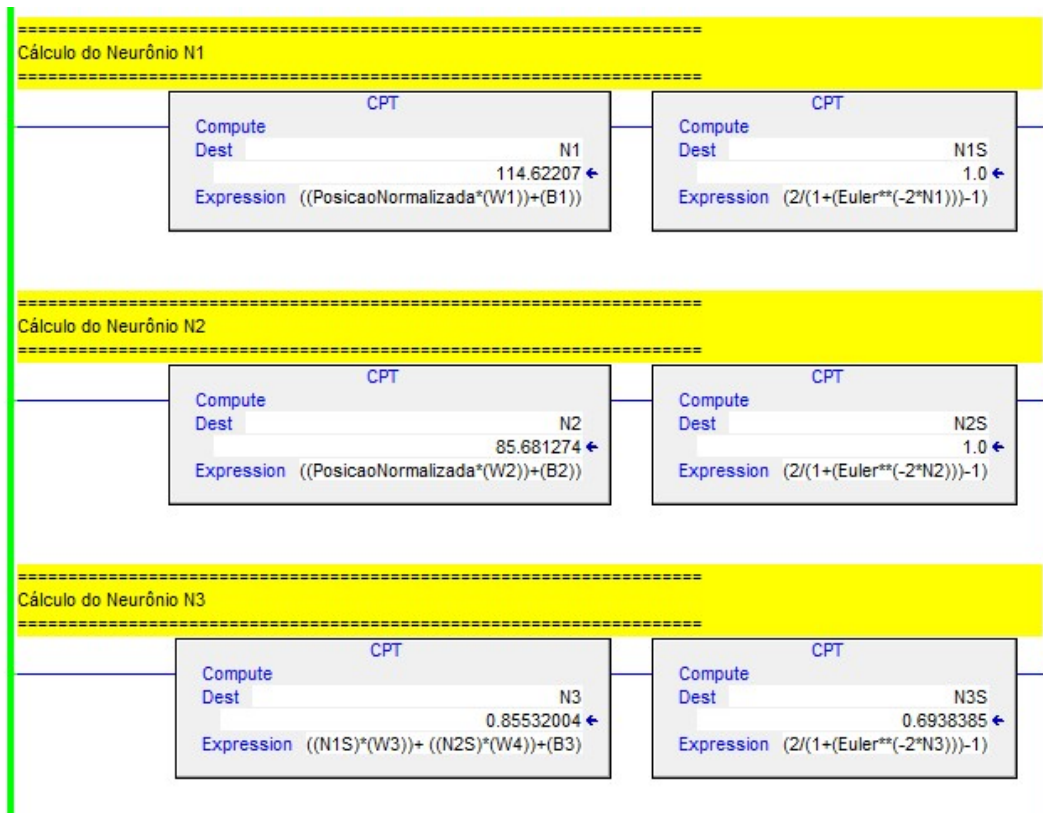 ======================================================================
Cálculo do Neurônio N1
======================================================================
CPT
Compute
Dest N1
114.62207
Expression ((PosicaoNormalizada*(W1))+(B1))
CPT
Compute
Dest N1S
1.0
Expression (2/(1+(Euler**(-2*N1)))-1)
======================================================================
Cálculo do Neurônio N2
======================================================================
CPT
Compute
Dest N2
85.681274
Expression ((PosicaoNormalizada*(W2))+(B2))
CPT
Compute
Dest N2S
1.0
Expression (2/(1+(Euler**(-2*N2)))-1)
======================================================================
Cálculo do Neurônio N3
======================================================================
CPT
Compute
Dest N3
0.85532004
Expression ((N1S)*(W3))+ ((N2S)*(W4))+(B3)
CPT
Compute
Dest N3S
0.6938385
Expression (2/(1+(Euler**(-2*N3)))-1)